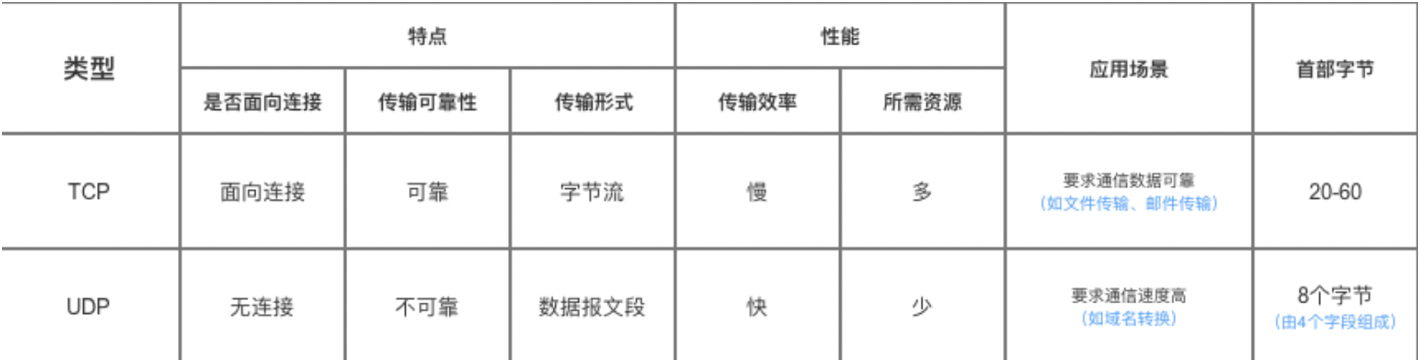 类型
特点
性能
应用场景
首部字节
是否面向连接
传输可靠性
传输形式
传输效率
所需资源
TCP
面向连接
可靠
字节流
慢
多
要求通信数据可靠
（如文件传输、邮件传输）
20-60
UDP
无连接
不可靠
数据报文段
快
少
要求通信速度高
（如域名转换）
8个字节
（由4个字段组成）